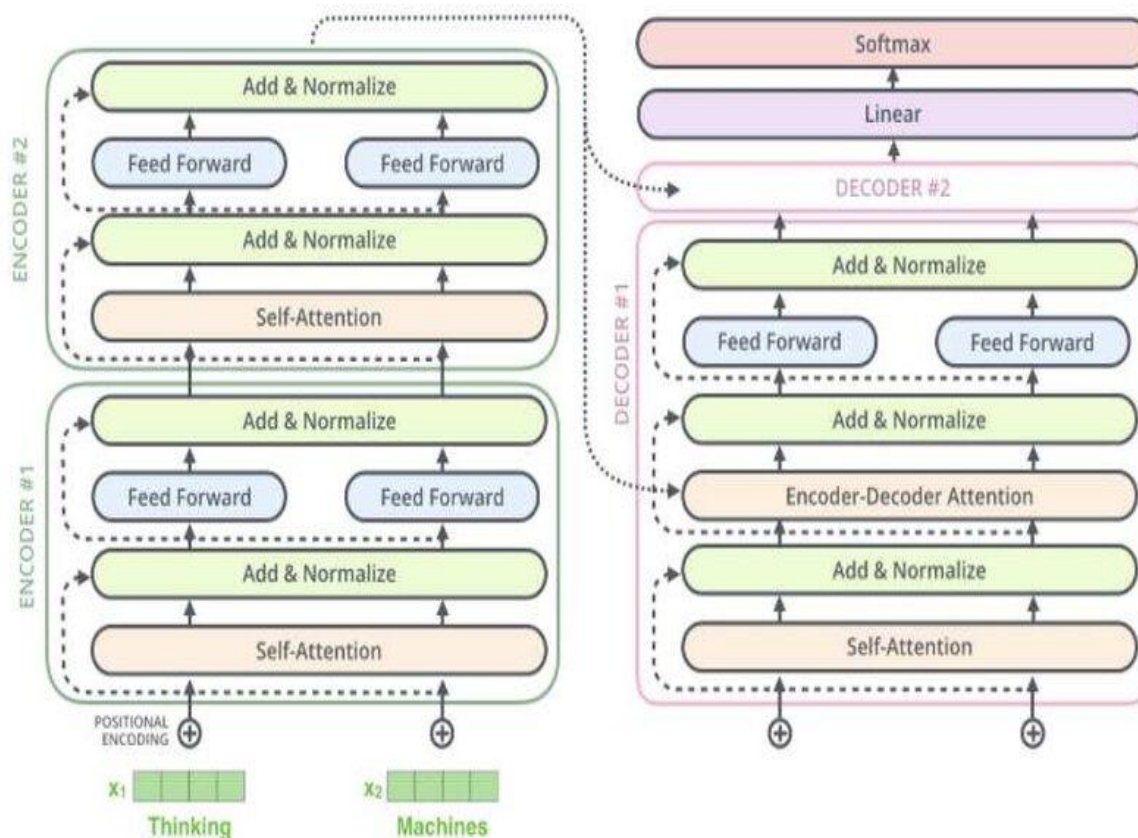 ENCODER #2
Add & Normalize
Feed Forward
Feed Forward
Add & Normalize
Self-Attention
ENCODER #1
Add & Normalize
Feed Forward
Feed Forward
Add & Normalize
Self-Attention
POSITIONAL
ENCODING
x₁
x₂
Thinking
Machines
Softmax
Linear
DECODER #2
DECODER #1
Add & Normalize
Feed Forward
Feed Forward
Add & Normalize
Encoder-Decoder Attention
Add & Normalize
Self-Attention